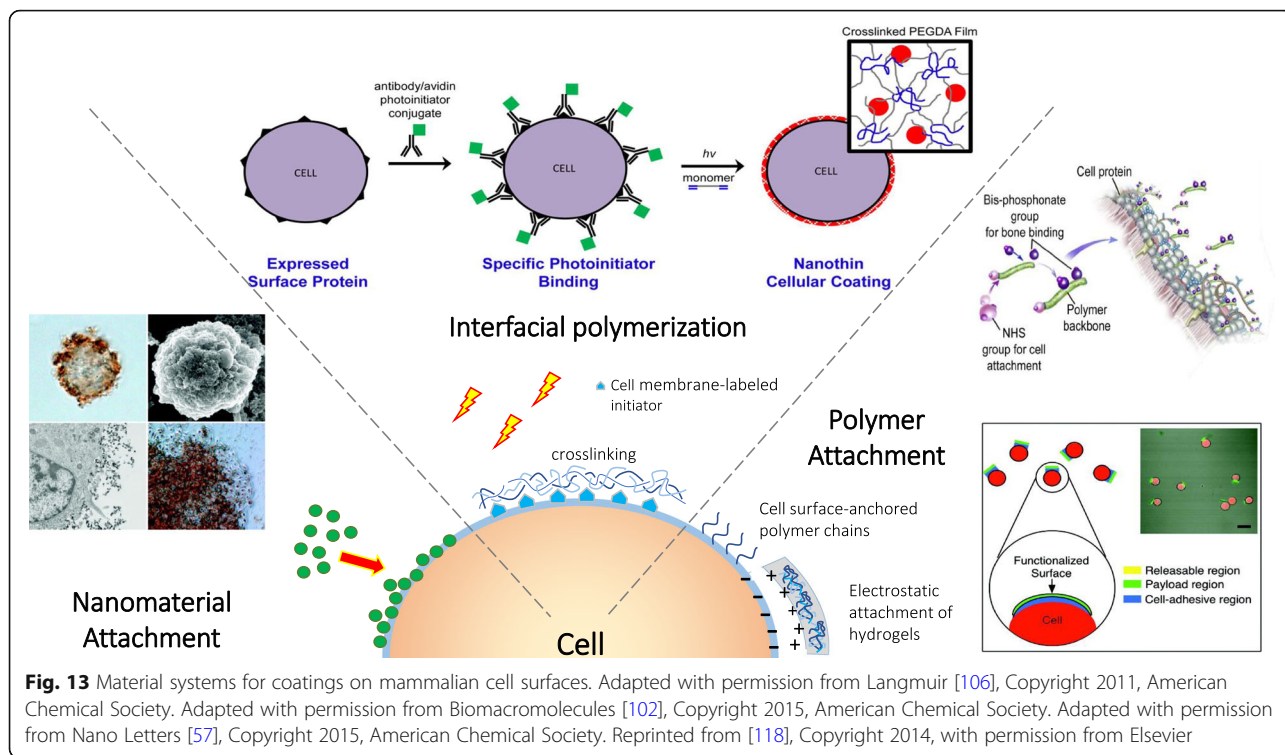 Crosslinked PEGDA Film
antibody/avidin
photoinitiator
conjugate
CELL
CELL
hν
monomer
CELL
Expressed
Surface Protein
Specific Photoinitiator
Binding
Nanothin
Cellular Coating
Cell protein
Bis-phosphonate
group
for bone binding
Polymer
backbone
NHS
group for cell
attachment
Interfacial polymerization
Cell membrane-labeled
initiator
crosslinking
Polymer
Attachment
Cell surface-anchored
polymer chains
Electrostatic
attachment of
hydrogels
+
+
+
+
+
-
-
-
-
-
-
Functionalized
Surface
Cell
Releasable region
Payload region
Cell-adhesive region
Nanomaterial
Attachment
Cell
Fig. 13 Material systems for coatings on mammalian cell surfaces. Adapted with permission from Langmuir [106], Copyright 2011, American
Chemical Society. Adapted with permission from Biomacromolecules [102], Copyright 2015, American Chemical Society. Adapted with permission
from Nano Letters [57], Copyright 2015, American Chemical Society. Reprinted from [118], Copyright 2014, with permission from Elsevier